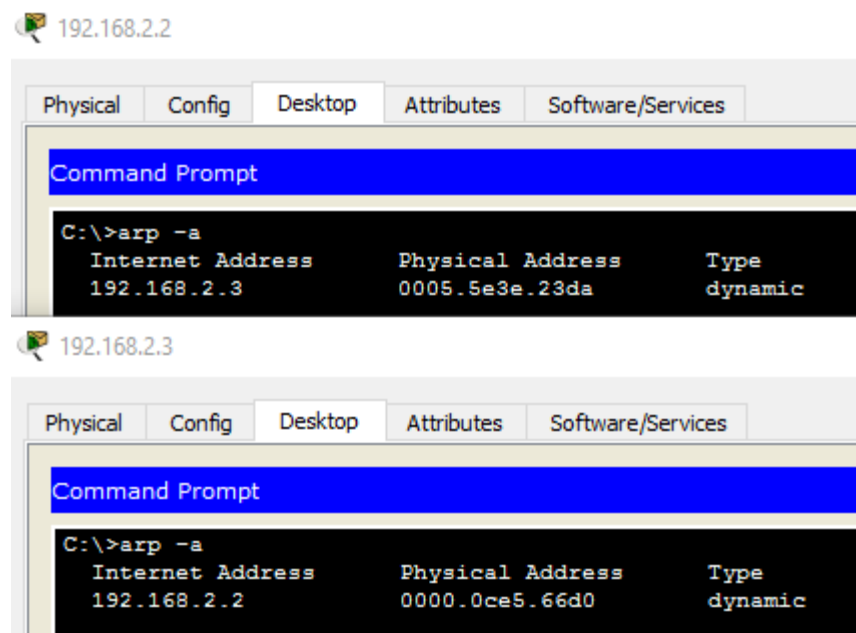 192.168.2.2
Physical Config Desktop Attributes Software/Services
Command Prompt
C:\>arp -a
Internet Address Physical Address Type
192.168.2.3 0005.5e3e.23da dynamic
192.168.2.3
Physical Config Desktop Attributes Software/Services
Command Prompt
C:\>arp -a
Internet Address Physical Address Type
192.168.2.2 0000.0ce5.66d0 dynamic